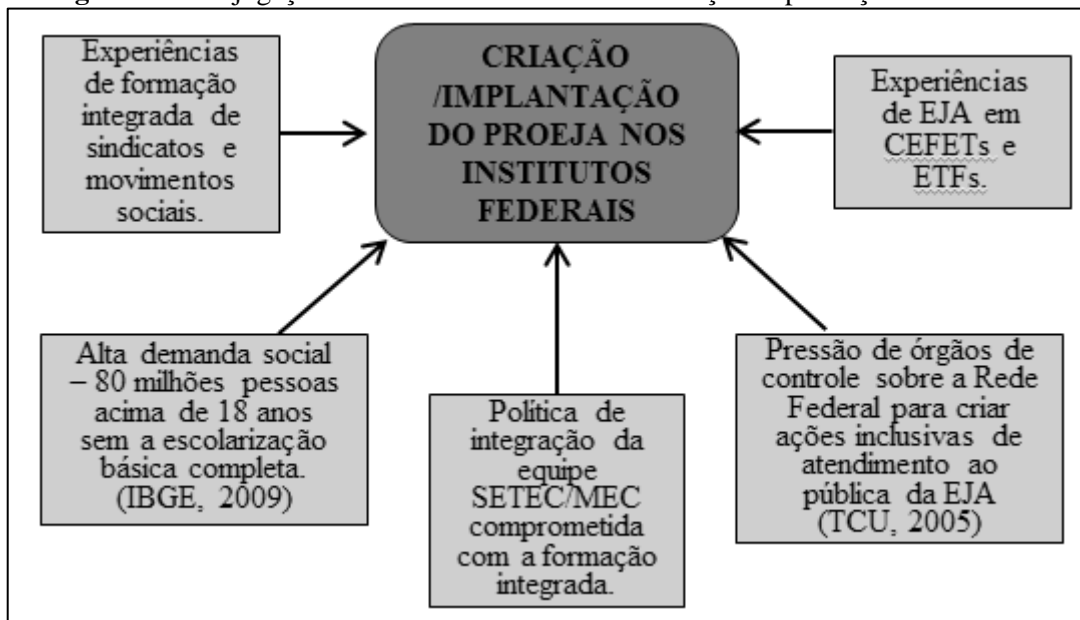 CRIAÇÃO
/IMPLANTAÇÃO
DO PROEJA NOS
INSTITUTOS
FEDERAIS
Experiências
de formação
integrada de
sindicatos e
movimentos
sociais.
Experiências
de EJA em
CEFETs e
ETFs.
Alta demanda social
– 80 milhões pessoas
acima de 18 anos
sem a escolarização
básica completa.
(IBGE, 2009)
Política de
integração da
equipe
SETEC/MEC
comprometida
com a formação
integrada.
Pressão de órgãos de
controle sobre a Rede
Federal para criar
ações inclusivas de
atendimento ao
pública da EJA
(TCU, 2005)